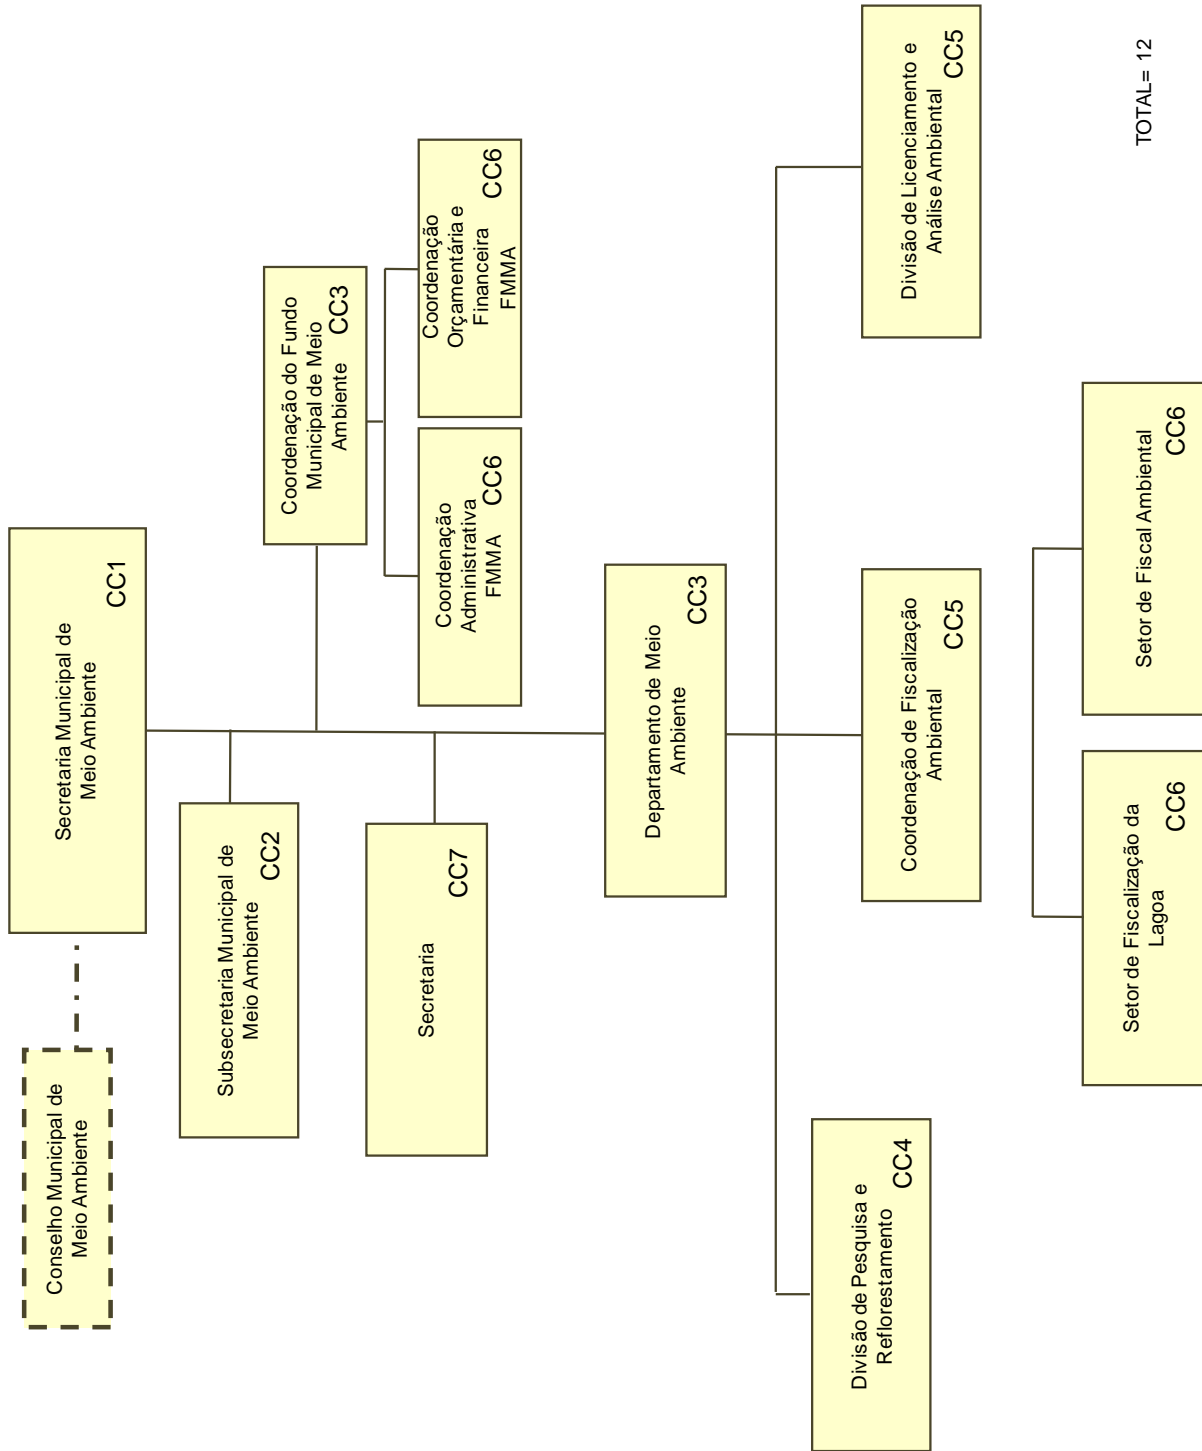 Conselho Municipal de
Meio Ambiente
Secretaria Municipal de
Meio Ambiente
CC1
Subsecretaria Municipal de
Meio Ambiente
CC2
Coordenação do Fundo
Municipal de Meio
Ambiente
CC3
Secretaria
CC7
Coordenação
Administrativa
FMMA
CC6
Coordenação
Orçamentária e
Financeira
FMMA
CC6
Departamento de Meio
Ambiente
CC3
Divisão de Pesquisa e
Reflorestamento
CC4
Coordenação de Fiscalização
Ambiental
CC5
Divisão de Licenciamento e
Análise Ambiental
CC5
Setor de Fiscalização da
Lagoa
CC6
Setor de Fiscal Ambiental
CC6
TOTAL= 12